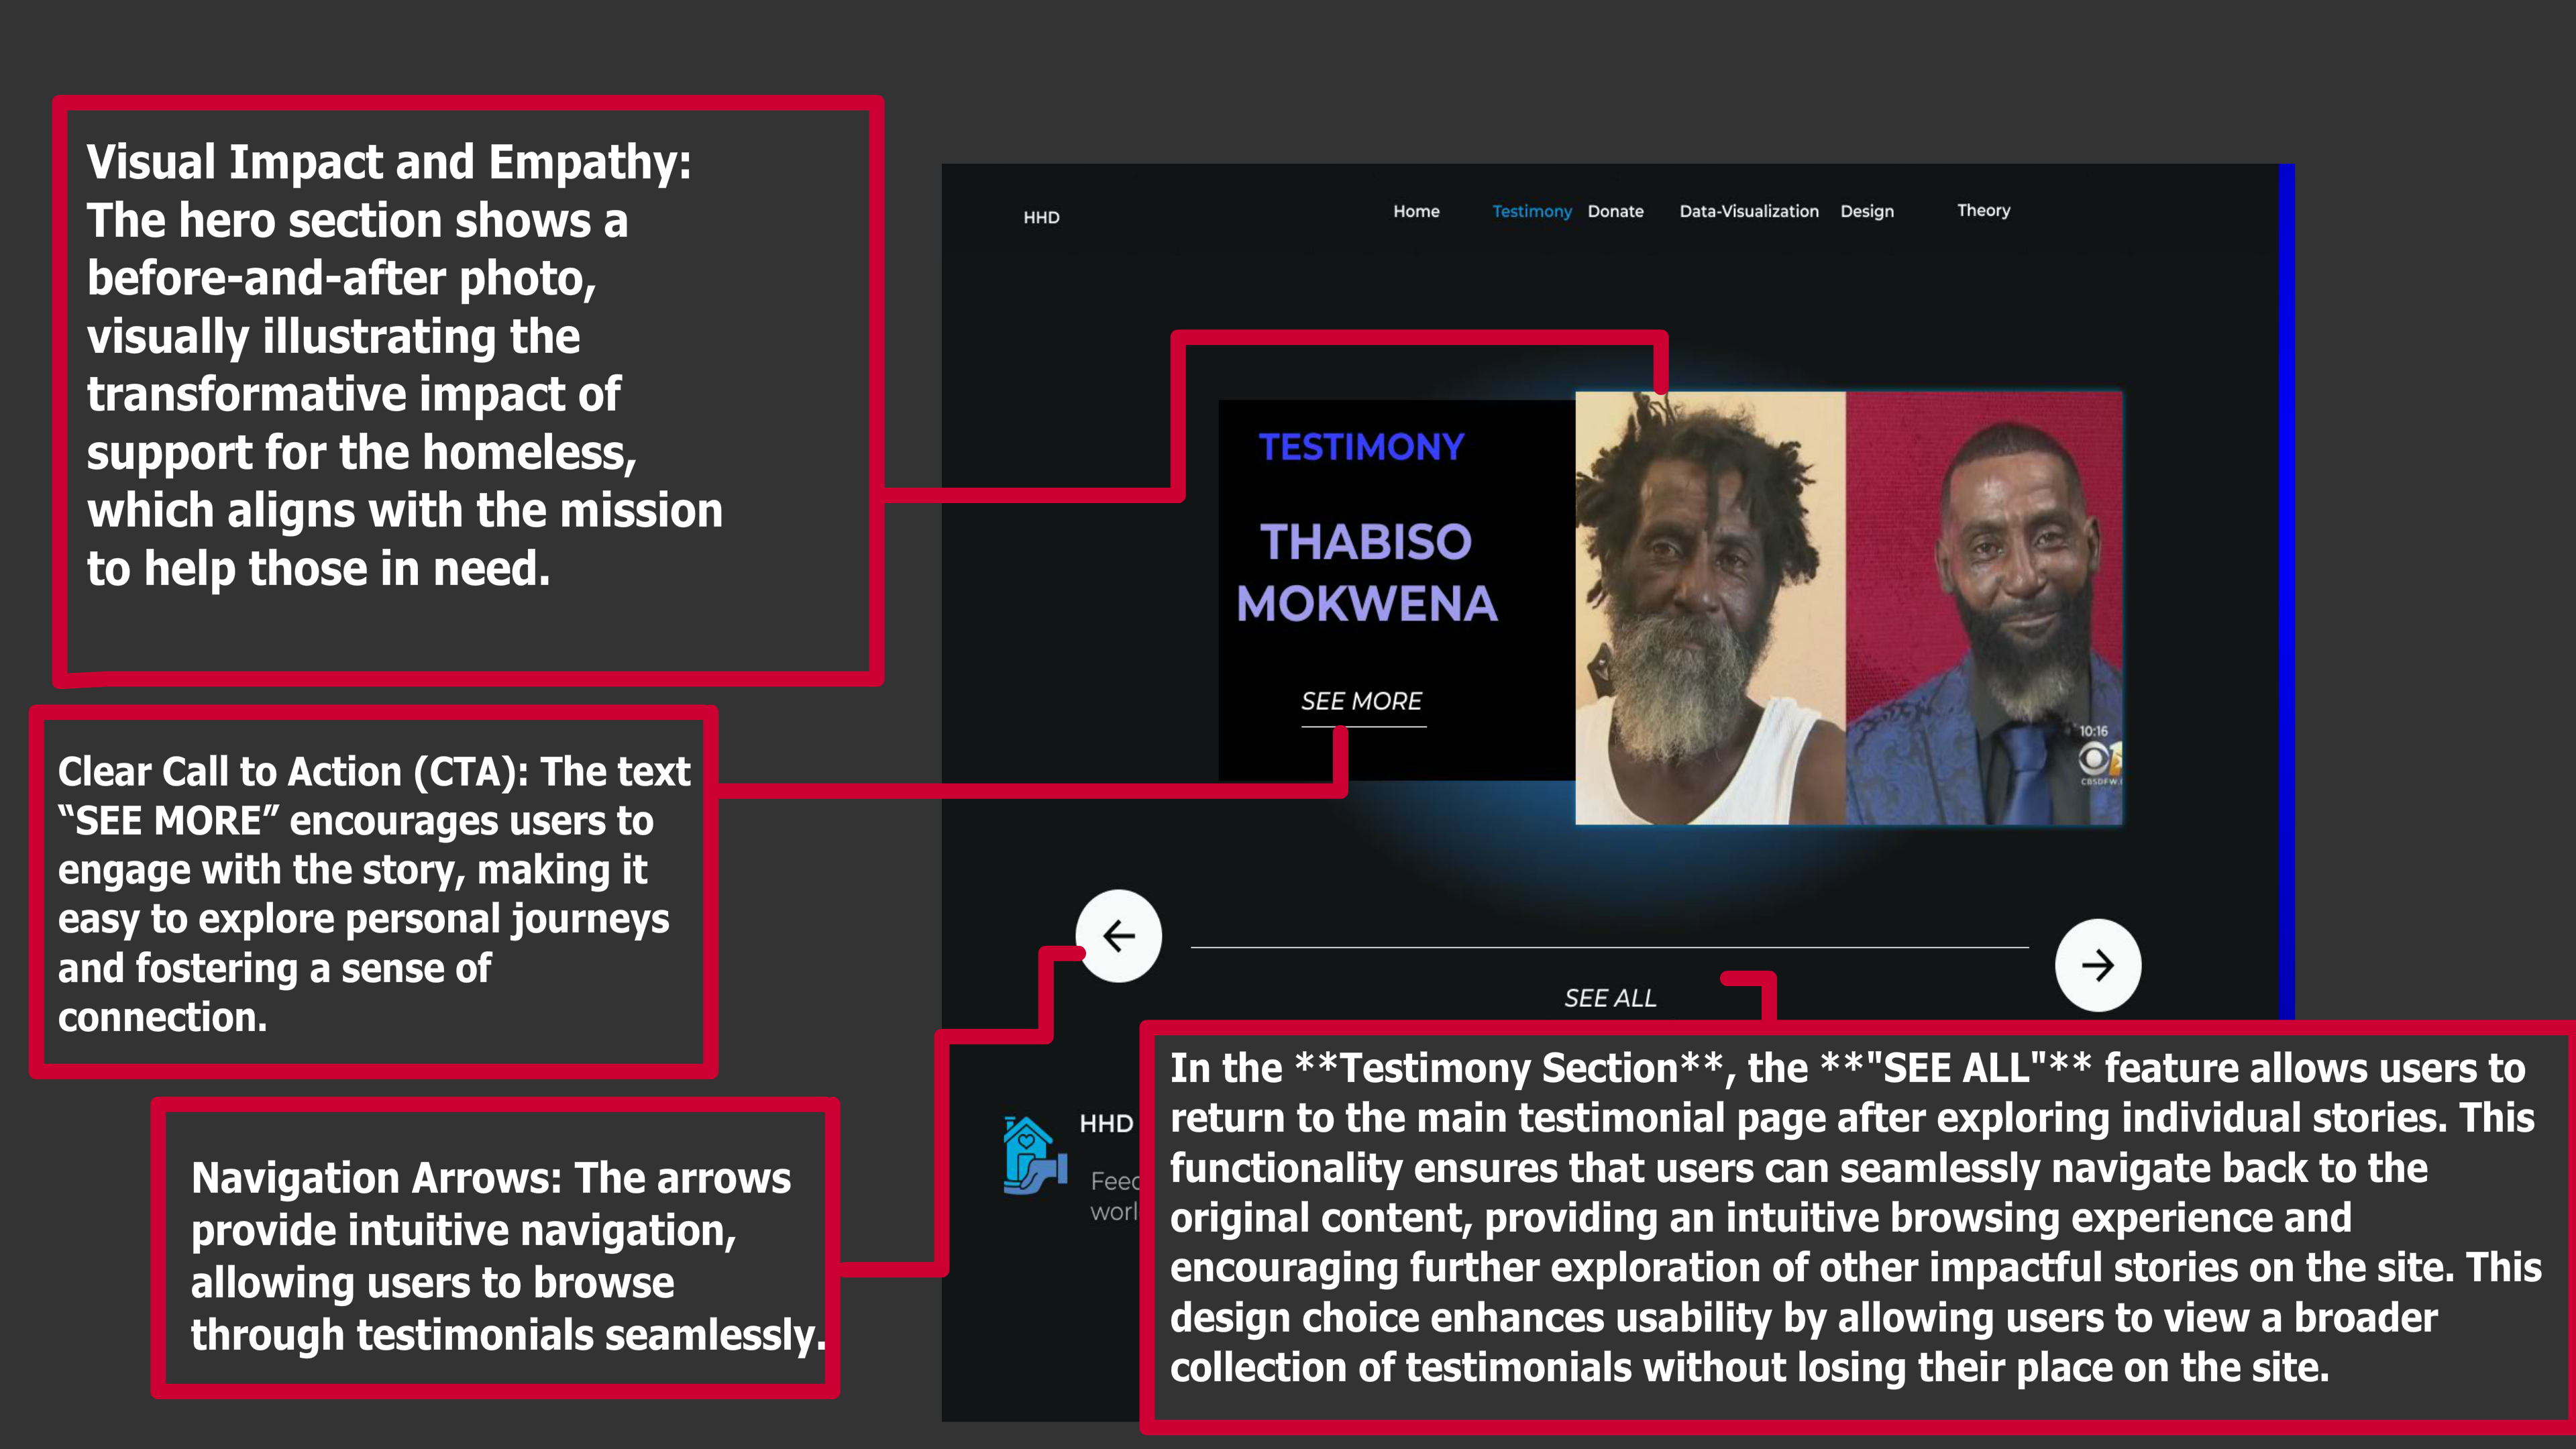 Visual Impact and Empathy:
The hero section shows a
before-and-after photo,
visually illustrating the
transformative impact of
support for the homeless,
which aligns with the mission
to help those in need.
Clear Call to Action (CTA): The text
“SEE MORE” encourages users to
engage with the story, making it
easy to explore personal journeys
and fostering a sense of
connection.
Navigation Arrows: The arrows
provide intuitive navigation,
allowing users to browse
through testimonials seamlessly.
HHD
Home Testimony Donate Data-Visualization Design Theory
TESTIMONY
THABISO
MOKWENA
SEE MORE
10:16
CBSDFW.
SEE ALL
HHD
In the **Testimony Section**, the **"SEE ALL"** feature allows users to
return to the main testimonial page after exploring individual stories. This
functionality ensures that users can seamlessly navigate back to the
original content, providing an intuitive browsing experience and
encouraging further exploration of other impactful stories on the site. This
design choice enhances usability by allowing users to view a broader
collection of testimonials without losing their place on the site.